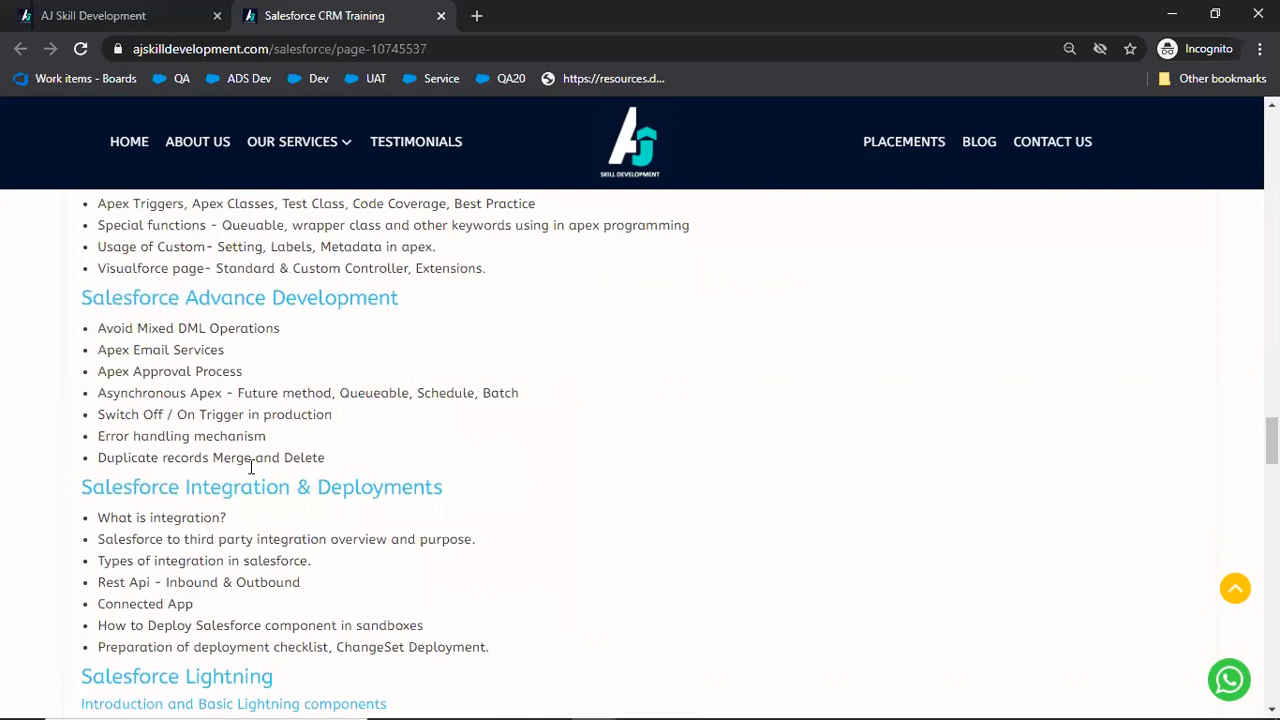 AJ Skill Development
Salesforce CRM Training
ajskilldevelopment.com/salesforce/page-10745537
Incognito
Work items - Boards
QA
ADS Dev
Dev
UAT
Service
QA20
https://resources.d...
Other bookmarks
HOME
ABOUT US
OUR SERVICES
TESTIMONIALS
AJ
SKILL DEVELOPMENT
PLACEMENTS
BLOG
CONTACT US
• Apex Triggers, Apex Classes, Test Class, Code Coverage, Best Practice
• Special functions - Queuable, wrapper class and other keywords using in apex programming
• Usage of Custom- Setting, Labels, Metadata in apex.
• Visualforce page- Standard & Custom Controller, Extensions.
Salesforce Advance Development
• Avoid Mixed DML Operations
• Apex Email Services
• Apex Approval Process
• Asynchronous Apex - Future method, Queueable, Schedule, Batch
• Switch Off / On Trigger in production
• Error handling mechanism
• Duplicate records Merge and Delete
Salesforce Integration & Deployments
• What is integration?
• Salesforce to third party integration overview and purpose.
• Types of integration in salesforce.
• Rest Api - Inbound & Outbound
• Connected App
• How to Deploy Salesforce component in sandboxes
• Preparation of deployment checklist, ChangeSet Deployment.
Salesforce Lightning
Introduction and Basic Lightning components